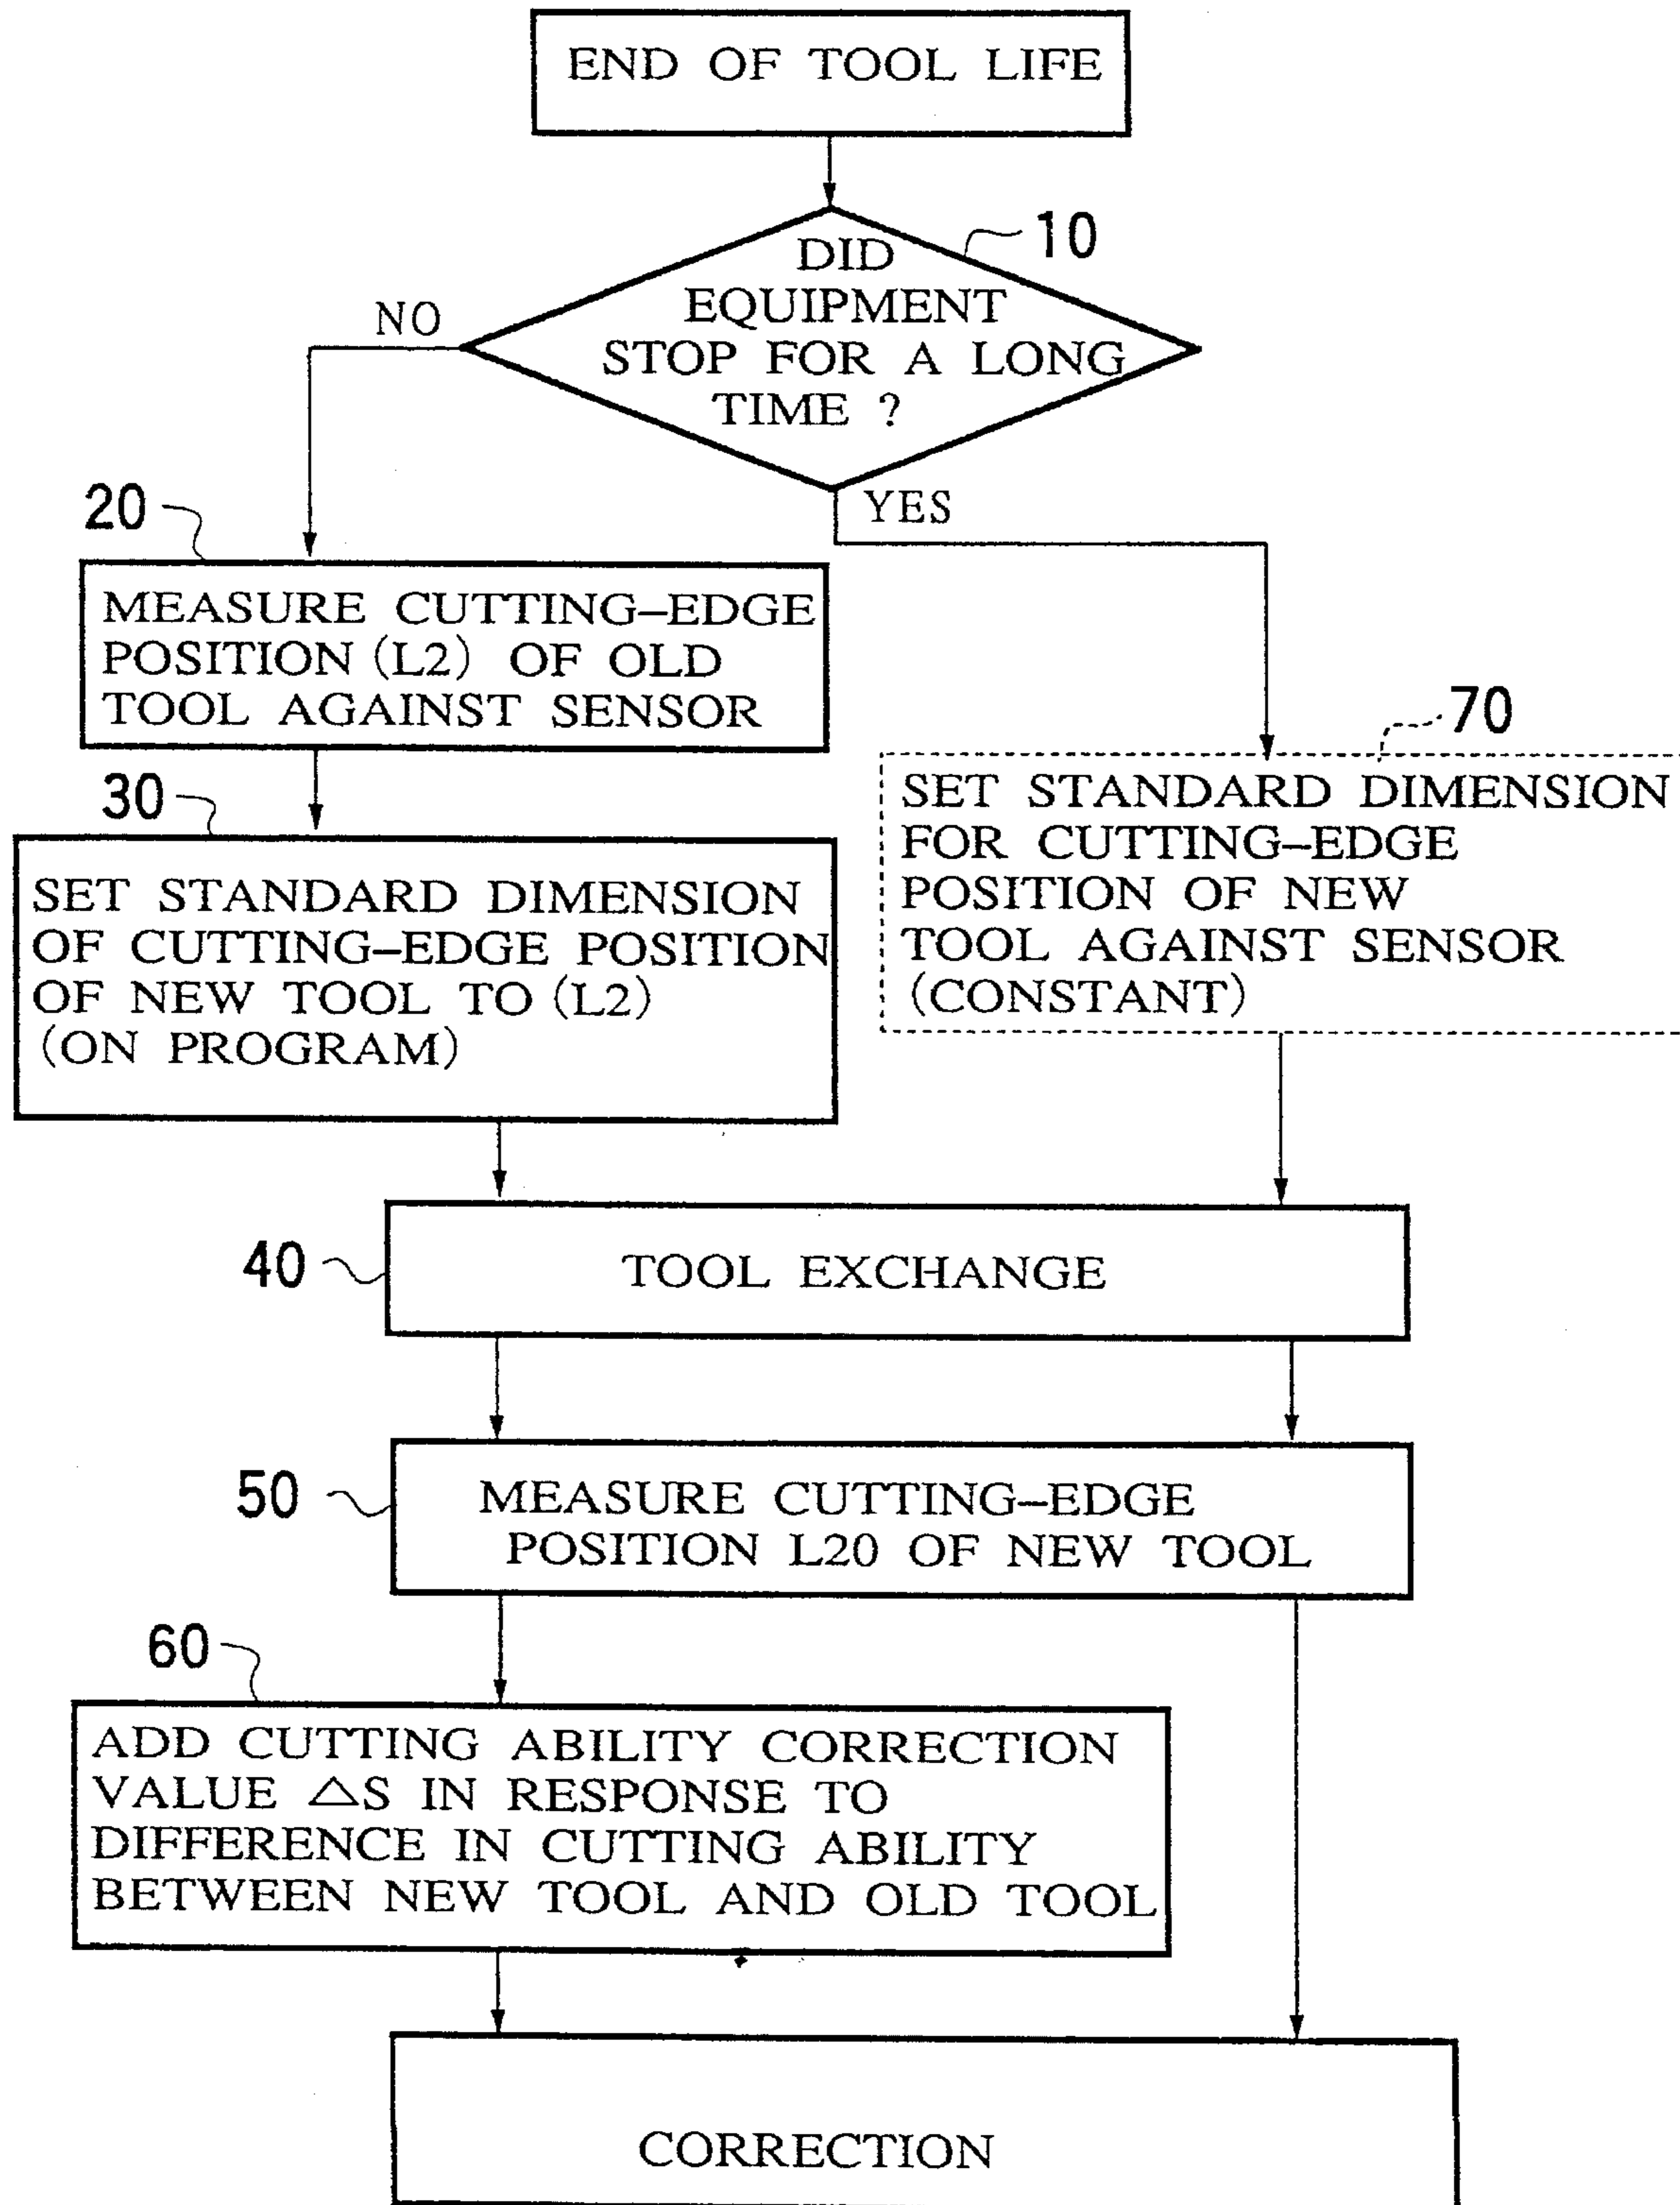 END OF TOOL LIFE
10
DID
EQUIPMENT
STOP FOR A LONG
TIME ?
NO
YES
20
MEASURE CUTTING–EDGE
POSITION (L2) OF OLD
TOOL AGAINST SENSOR
30
SET STANDARD DIMENSION
OF CUTTING–EDGE POSITION
OF NEW TOOL TO (L2)
(ON PROGRAM)
70
SET STANDARD DIMENSION
FOR CUTTING–EDGE
POSITION OF NEW
TOOL AGAINST SENSOR
(CONSTANT)
40
TOOL EXCHANGE
50
MEASURE CUTTING–EDGE
POSITION L20 OF NEW TOOL
60
ADD CUTTING ABILITY CORRECTION
VALUE △S IN RESPONSE TO
DIFFERENCE IN CUTTING ABILITY
BETWEEN NEW TOOL AND OLD TOOL
CORRECTION